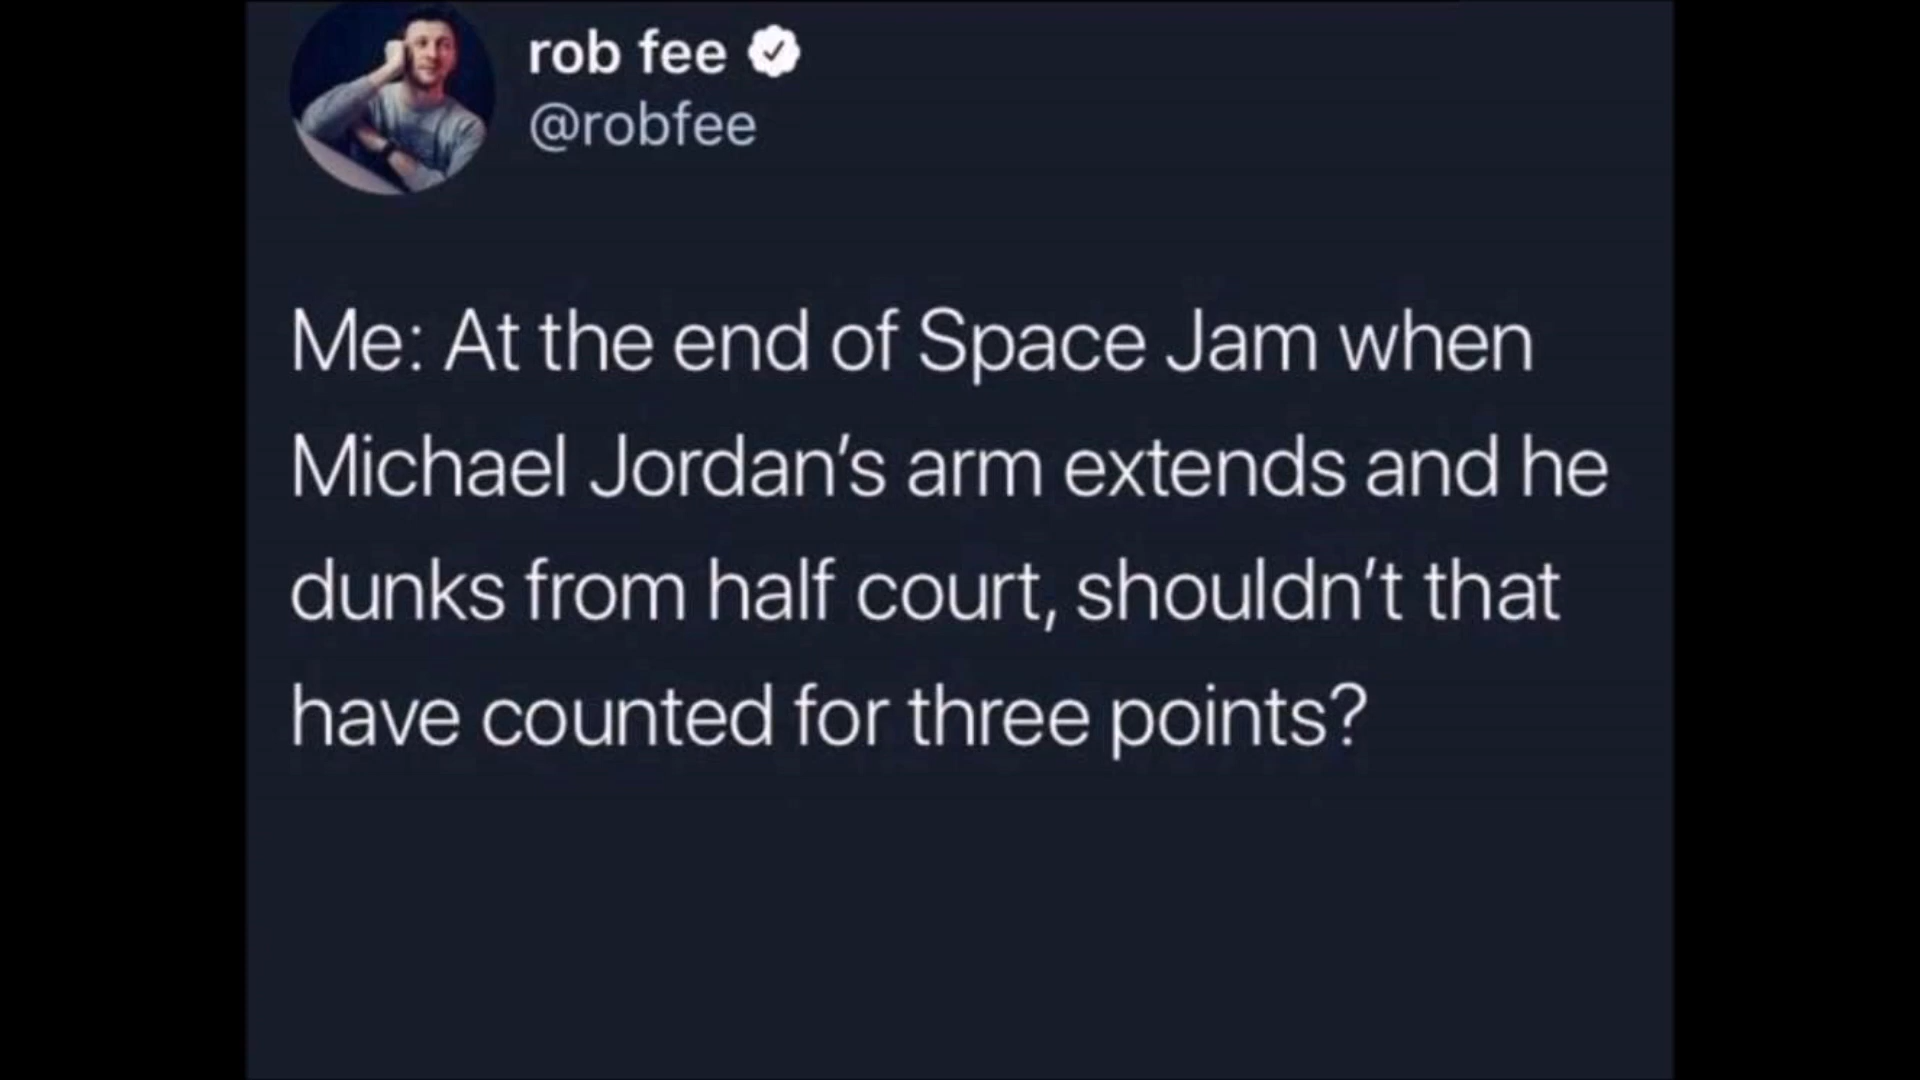 rob fee
@robfee
Me: At the end of Space Jam when
Michael Jordan’s arm extends and he
dunks from half court, shouldn’t that
have counted for three points?